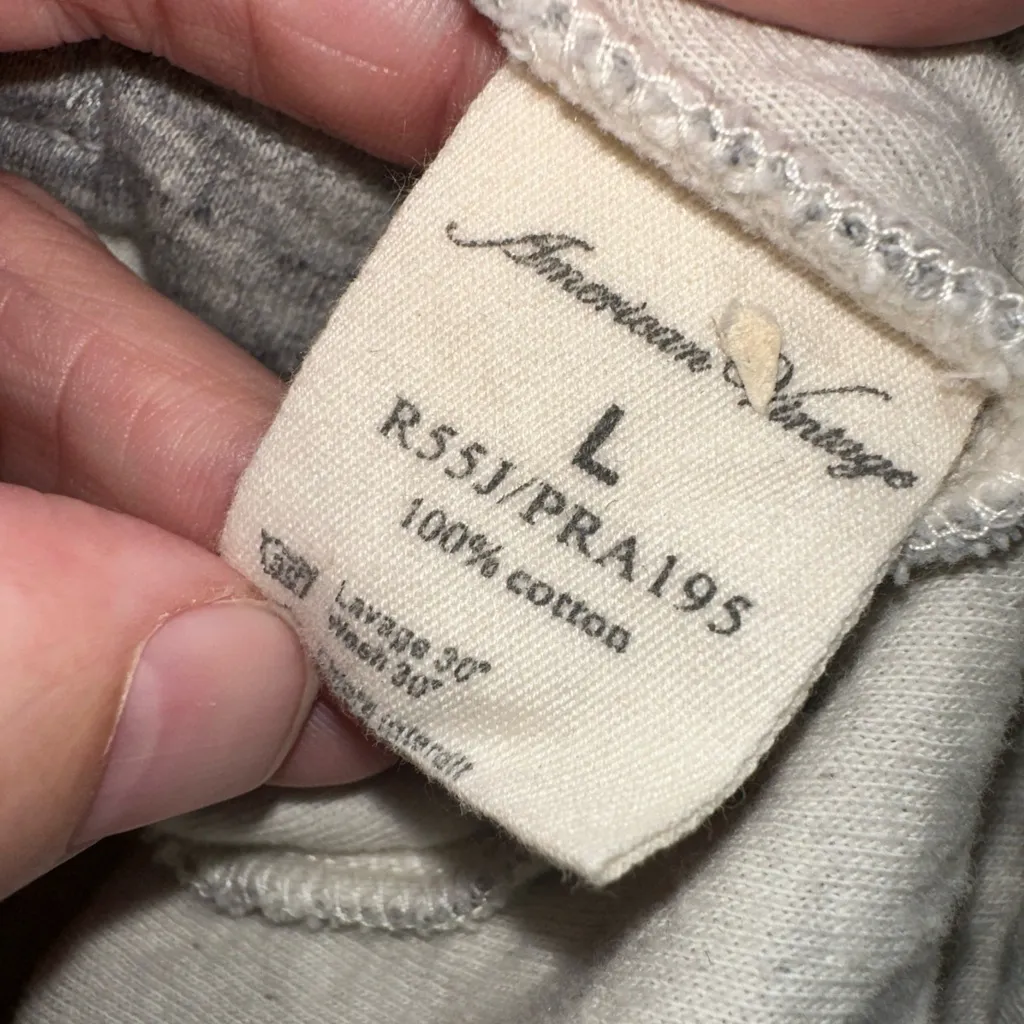 American Vintage
L
R55J/PRA195
100% cotton
Lavage 30°
Wash 30°